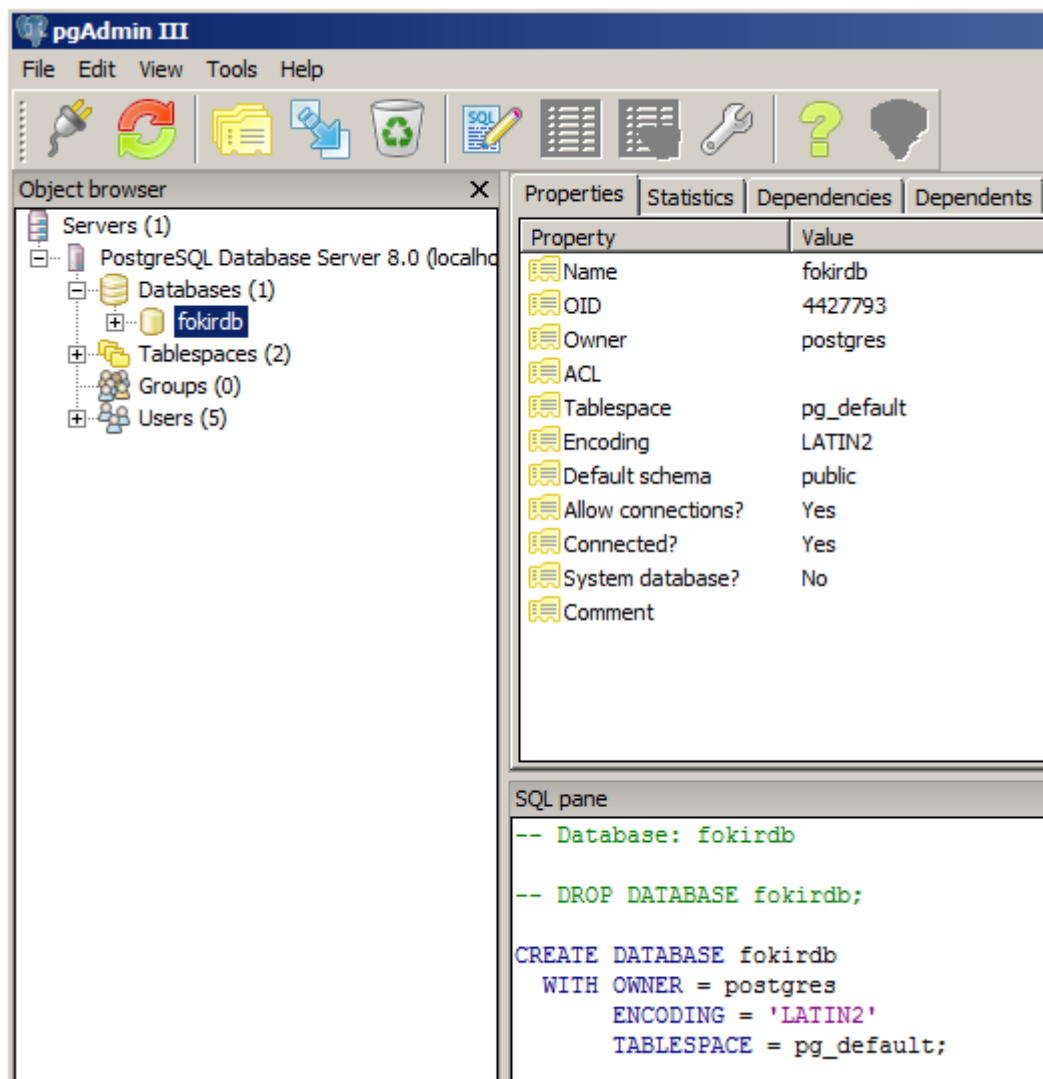 pgAdmin III
File Edit View Tools Help
SQL
Object browser X
Servers (1)
PostgreSQL Database Server 8.0 (localho
Databases (1)
fokirdb
Tablespaces (2)
Groups (0)
Users (5)
Properties Statistics Dependencies Dependents
Property Value
Name fokirdb
OID 4427793
Owner postgres
ACL
Tablespace pg_default
Encoding LATIN2
Default schema public
Allow connections? Yes
Connected? Yes
System database? No
Comment
SQL pane
-- Database: fokirdb
-- DROP DATABASE fokirdb;
CREATE DATABASE fokirdb
WITH OWNER = postgres
ENCODING = 'LATIN2'
TABLESPACE = pg_default;